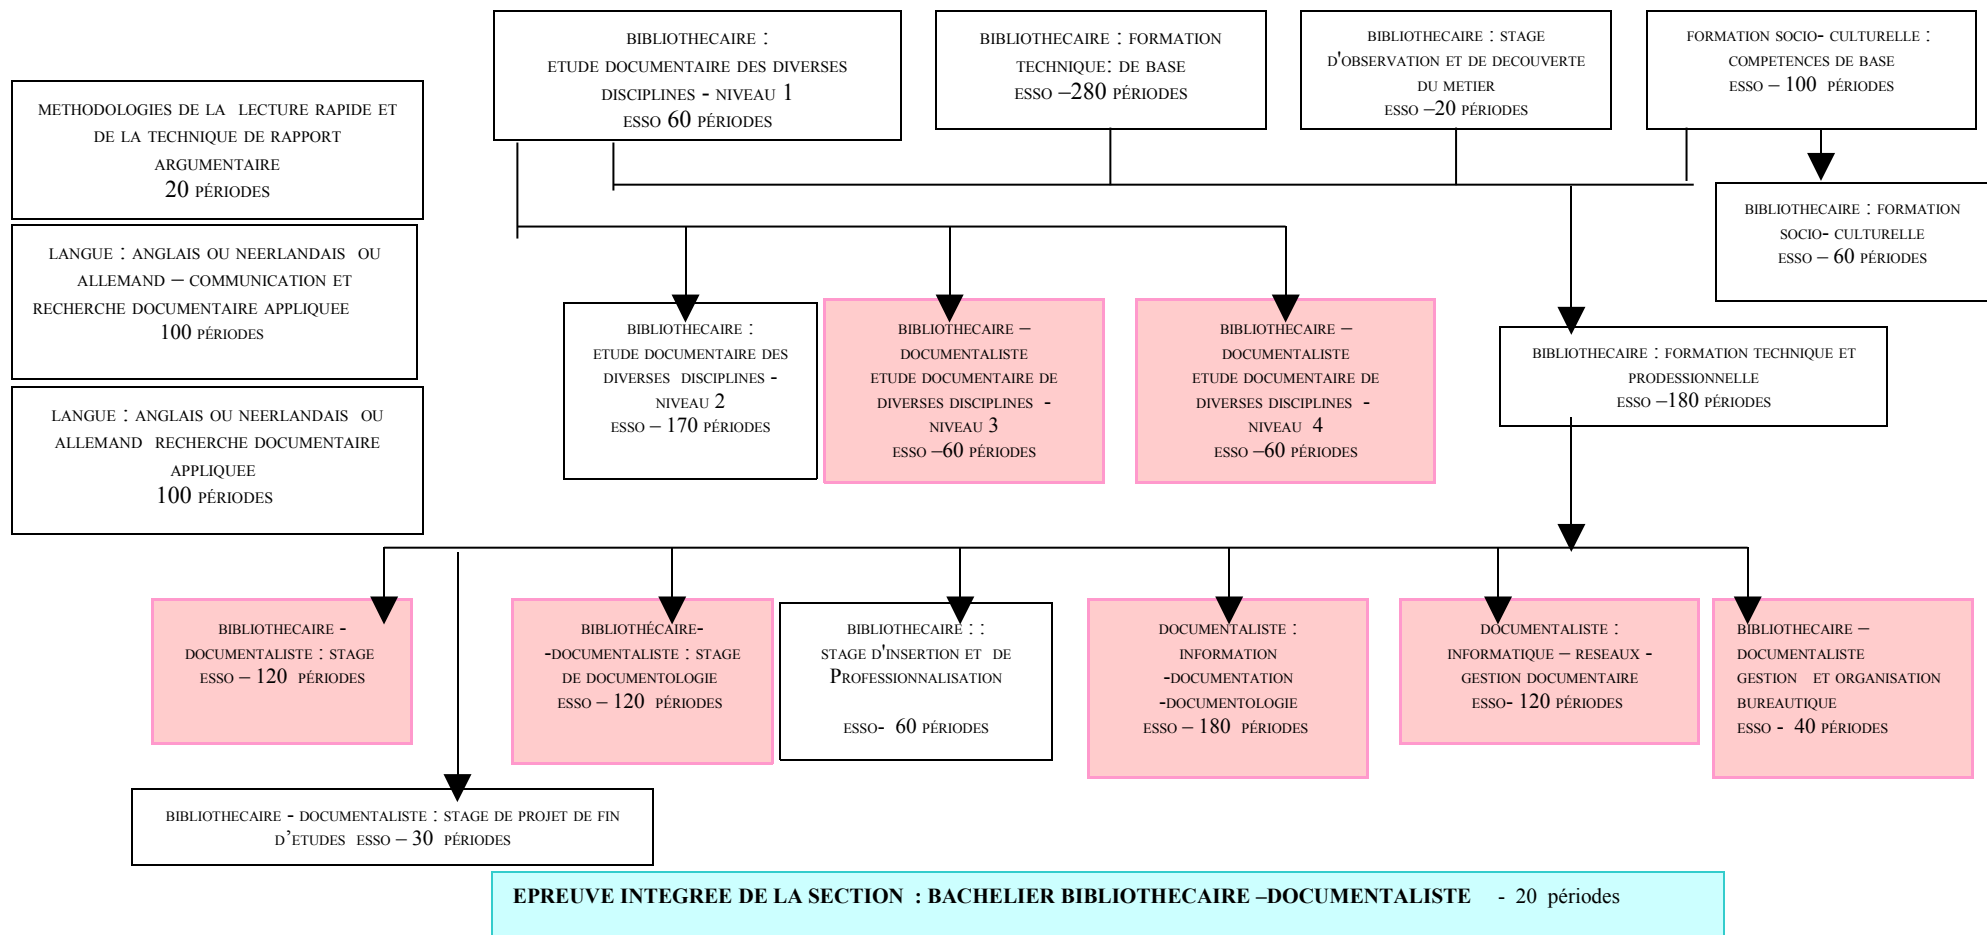 BIBLIOTHECAIRE :
ETUDE DOCUMENTAIRE DES DIVERSES
DISCIPLINES - NIVEAU 1
ESSO 60 PÉRIODES
BIBLIOTHECAIRE : FORMATION
TECHNIQUE: DE BASE
ESSO –280 PÉRIODES
BIBLIOTHECAIRE : STAGE
D'OBSERVATION ET DE DECOUVERTE
DU METIER
ESSO –20 PÉRIODES
FORMATION SOCIO- CULTURELLE :
COMPETENCES DE BASE
ESSO – 100 PÉRIODES
METHODOLOGIES DE LA LECTURE RAPIDE ET
DE LA TECHNIQUE DE RAPPORT
ARGUMENTAIRE
20 PÉRIODES
LANGUE : ANGLAIS OU NEERLANDAIS OU
ALLEMAND – COMMUNICATION ET
RECHERCHE DOCUMENTAIRE APPLIQUEE
100 PÉRIODES
LANGUE : ANGLAIS OU NEERLANDAIS OU
ALLEMAND RECHERCHE DOCUMENTAIRE
APPLIQUEE
100 PÉRIODES
BIBLIOTHECAIRE : FORMATION
SOCIO- CULTURELLE
ESSO – 60 PÉRIODES
BIBLIOTHECAIRE :
ETUDE DOCUMENTAIRE DES
DIVERSES DISCIPLINES -
NIVEAU 2
ESSO – 170 PÉRIODES
BIBLIOTHECAIRE –
DOCUMENTALISTE
ETUDE DOCUMENTAIRE DE
DIVERSES DISCIPLINES -
NIVEAU 3
ESSO –60 PÉRIODES
BIBLIOTHECAIRE –
DOCUMENTALISTE
ETUDE DOCUMENTAIRE DE
DIVERSES DISCIPLINES -
NIVEAU 4
ESSO –60 PÉRIODES
BIBLIOTHECAIRE : FORMATION TECHNIQUE ET
PRODESSIONNELLE
ESSO –180 PÉRIODES
BIBLIOTHECAIRE -
DOCUMENTALISTE : STAGE
ESSO – 120 PÉRIODES
BIBLIOTHÉCAIRE-
-DOCUMENTALISTE : STAGE
DE DOCUMENTOLOGIE
ESSO – 120 PÉRIODES
BIBLIOTHECAIRE : :
STAGE D'INSERTION ET DE
PROFESSIONNALISATION
ESSO- 60 PÉRIODES
DOCUMENTALISTE :
INFORMATION
-DOCUMENTATION
-DOCUMENTOLOGIE
ESSO – 180 PÉRIODES
DOCUMENTALISTE :
INFORMATIQUE – RESEAUX -
GESTION DOCUMENTAIRE
ESSO- 120 PÉRIODES
BIBLIOTHECAIRE –
DOCUMENTALISTE
GESTION ET ORGANISATION
BUREAUTIQUE
ESSO - 40 PÉRIODES
BIBLIOTHECAIRE - DOCUMENTALISTE : STAGE DE PROJET DE FIN
D’ETUDES ESSO – 30 PÉRIODES
EPREUVE INTEGREE DE LA SECTION : BACHELIER BIBLIOTHECAIRE –DOCUMENTALISTE - 20 périodes